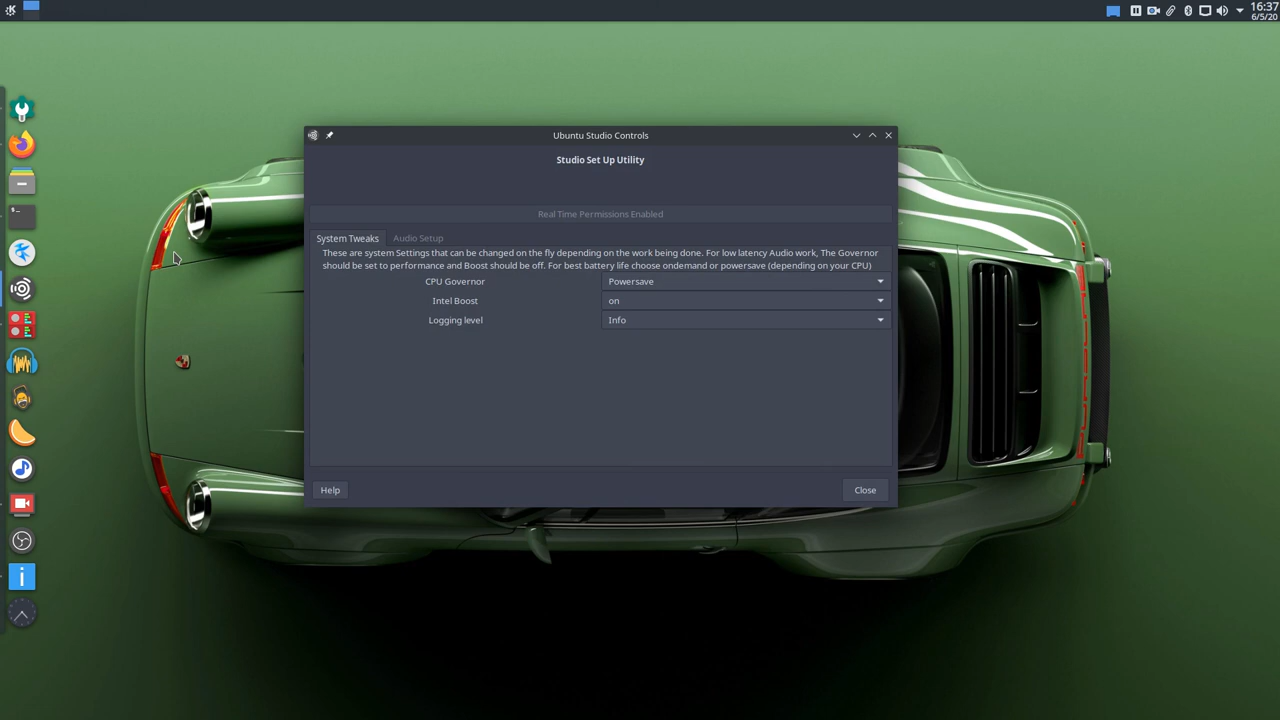 16:37
6/5/20
Ubuntu Studio Controls
Studio Set Up Utility
Real Time Permissions Enabled
System Tweaks
Audio Setup
These are system Settings that can be changed on the fly depending on the work being done. For low latency Audio work, The Governor
should be set to performance and Boost should be off. For best battery life choose ondemand or powersave (depending on your CPU)
CPU Governor
Powersave
Intel Boost
on
Logging level
Info
Help
Close